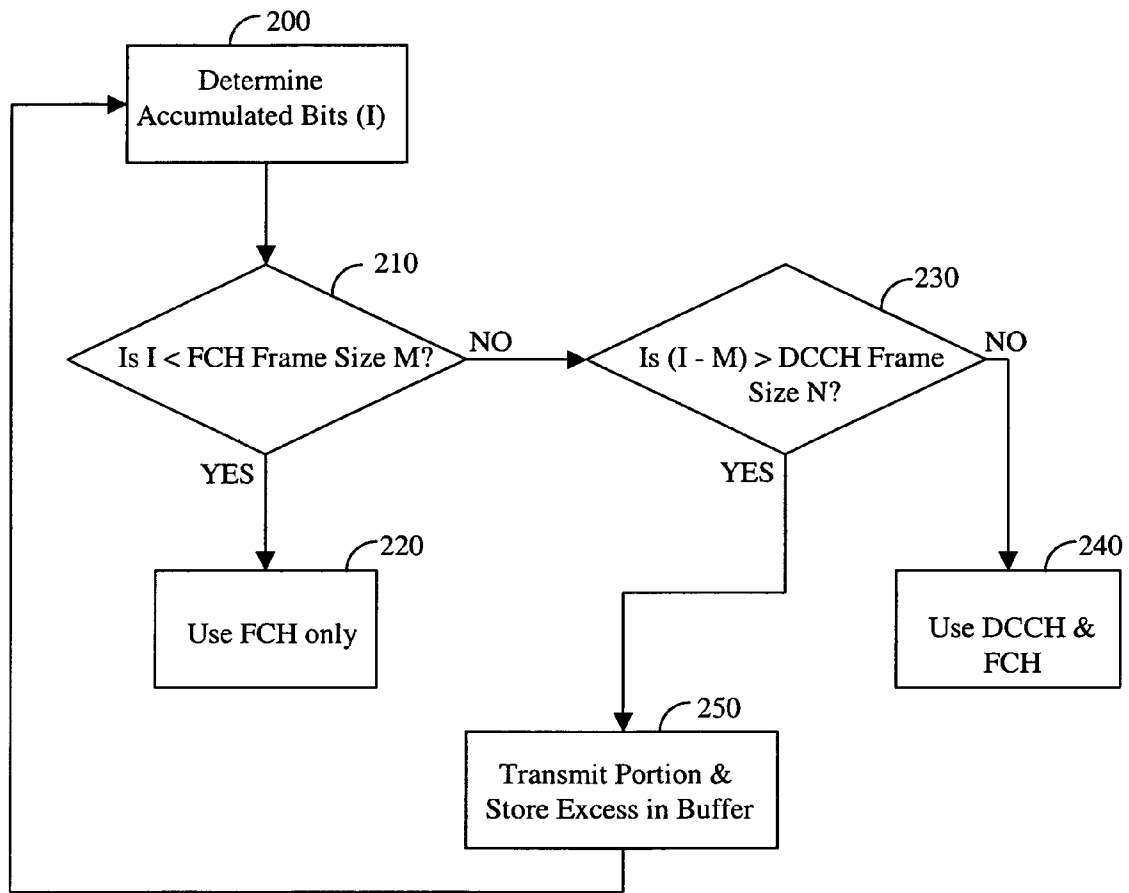 200
Determine
Accumulated Bits (I)
210
230
Is I < FCH Frame Size M?
NO
Is (I - M) > DCCH Frame
Size N?
NO
YES
YES
220
240
Use FCH only
Use DCCH &
FCH
250
Transmit Portion &
Store Excess in Buffer